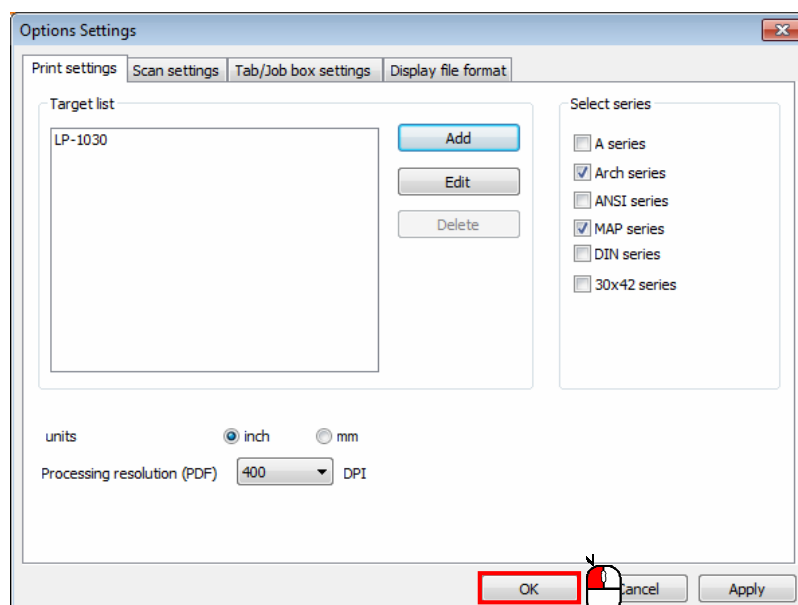 Options Settings
Print settings Scan settings Tab/Job box settings Display file format
Target list
LP-1030
Add
Edit
Delete
Select series
A series
Arch series
ANSI series
MAP series
DIN series
30x42 series
units inch mm
Processing resolution (PDF) 400 DPI
OK Cancel Apply